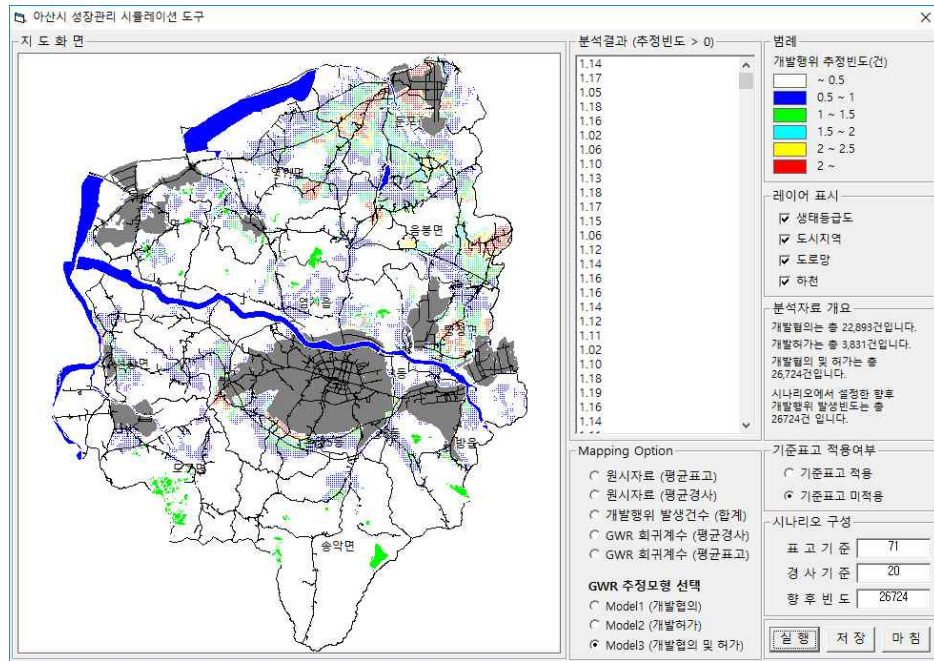 아산시 성장관리 시뮬레이션 도구
지 도 화 면
둔포
음봉면
도고면
송악면
분석결과 (추정빈도 > 0)
1.14
1.17
1.05
1.18
1.16
1.02
1.06
1.10
1.13
1.18
1.17
1.15
1.06
1.12
1.14
1.16
1.16
1.14
1.12
1.11
1.02
1.10
1.18
1.19
1.16
1.14
범례
개발행위 추정빈도(건)
~ 0.5
0.5 ~ 1
1 ~ 1.5
1.5 ~ 2
2 ~ 2.5
2 ~
레이어 표시
생태등급도
도시지역
도로망
하천
분석자료 개요
개발협의는 총 22,893건입니다.
개발허가는 총 3,831건입니다.
개발협의 및 허가는 총
26,724건입니다.
시나리오에서 설정한 향후
개발행위 발생빈도는 총
26724건 입니다.
Mapping Option
원시자료 (평균표고)
원시자료 (평균경사)
개발행위 발생건수 (합계)
GWR 회귀계수 (평균경사)
GWR 회귀계수 (평균표고)
GWR 추정모형 선택
Model1 (개발협의)
Model2 (개발허가)
Model3 (개발협의 및 허가)
기준표고 적용여부
기준표고 적용
기준표고 미적용
시나리오 구성
표 고 기 준 71
경 사 기 준 20
향 후 빈 도 26724
실 행 저 장 마 침